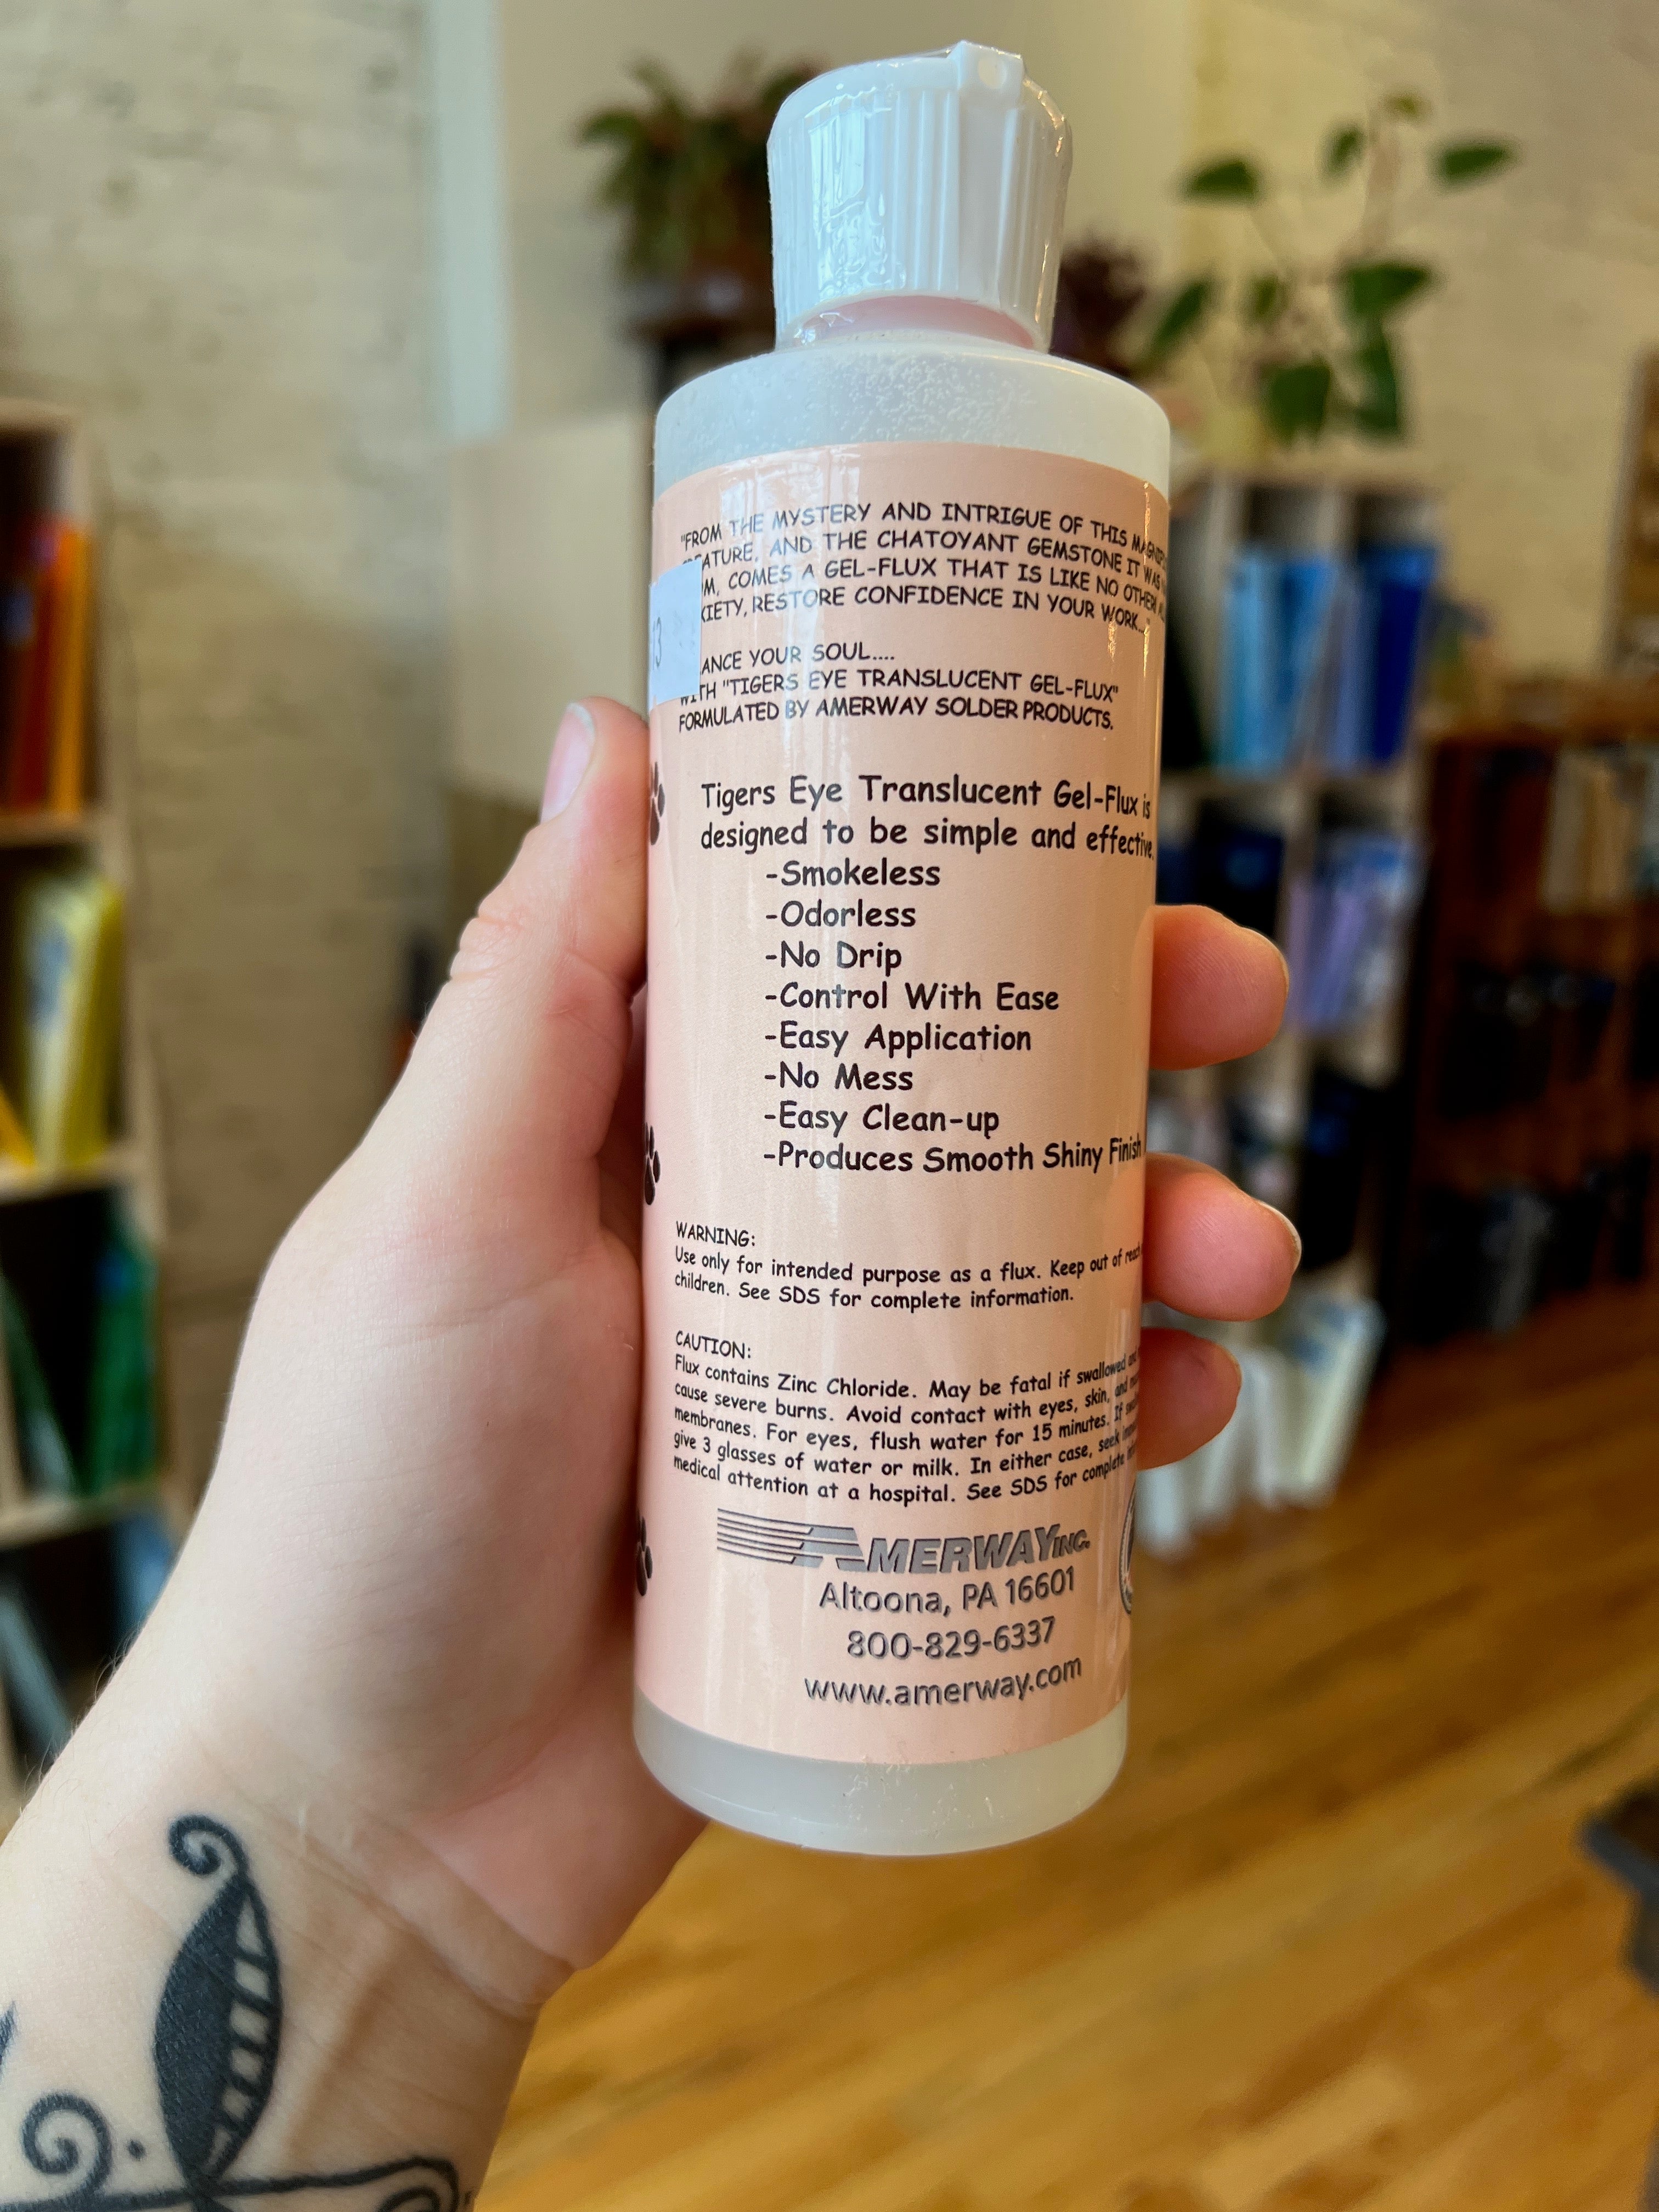 "FROM THE MYSTERY AND INTRIGUE OF THIS
AND THE CHATOYANT GEMSTONE IT WAS
COMES A GEL-FLUX THAT IS LIKE NO OTHER!
RESTORE CONFIDENCE IN YOUR WORK..."
YOUR SOUL....
WITH "TIGERS EYE TRANSLUCENT GEL-FLUX"
FORMULATED BY AMERWAY SOLDER PRODUCTS.
Tigers Eye Translucent Gel-Flux is
designed to be simple and effective.
-Smokeless
-Odorless
-No Drip
-Control With Ease
-Easy Application
-No Mess
-Easy Clean-up
-Produces Smooth Shiny Finish
WARNING:
Use only for intended purpose as a flux. Keep out of reach
children. See SDS for complete information.
CAUTION:
Flux contains Zinc Chloride. May be fatal if swallowed
cause severe burns. Avoid contact with eyes, skin, and
membranes. For eyes, flush water for 15 minutes. If
give 3 glasses of water or milk. In either case, seek
medical attention at a hospital. See SDS for complete
AMERWAY INC.
Altoona, PA 16601
800-829-6337
www.amerway.com